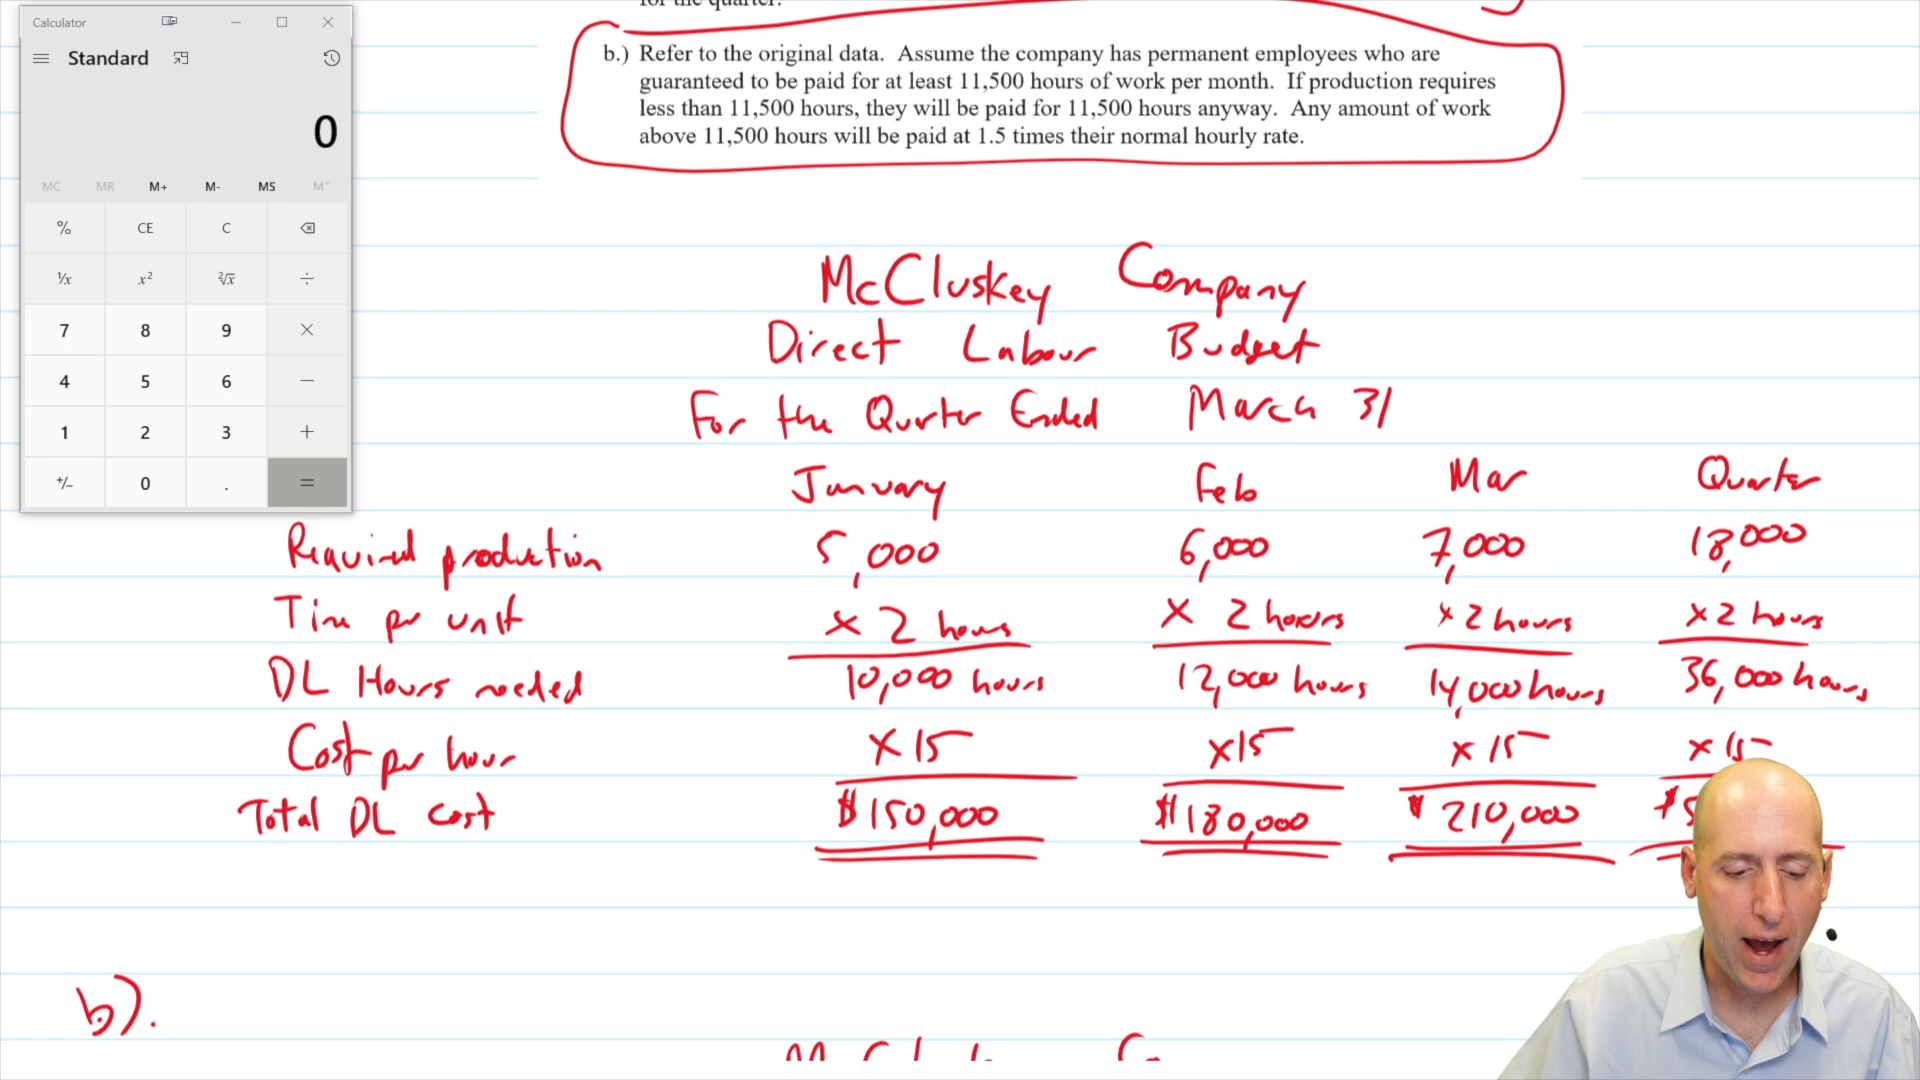 for the quarter.
b.) Refer to the original data. Assume the company has permanent employees who are
guaranteed to be paid for at least 11,500 hours of work per month. If production requires
less than 11,500 hours, they will be paid for 11,500 hours anyway. Any amount of work
above 11,500 hours will be paid at 1.5 times their normal hourly rate.
Calculator
Standard
0
MC MR M+ M- MS M˅
% CE C
¹/x x² ²√x ÷
7 8 9 ×
4 5 6 −
1 2 3 +
+/− 0 . =
McCluskey Company
Direct Labour Budget
For the Qurter Ended March 31
January Feb Mar Quarter
Required production 5,000 6,000 7,000 18,000
Time per unit x 2 hours x 2 hours x 2 hours x 2 hours
DL Hours needed 10,000 hours 12,000 hours 14,000 hours 36,000 hours
Cost per hour x 15 x 15 x 15 x 15
Total DL cost $150,000 $180,000 $210,000 $5
b).